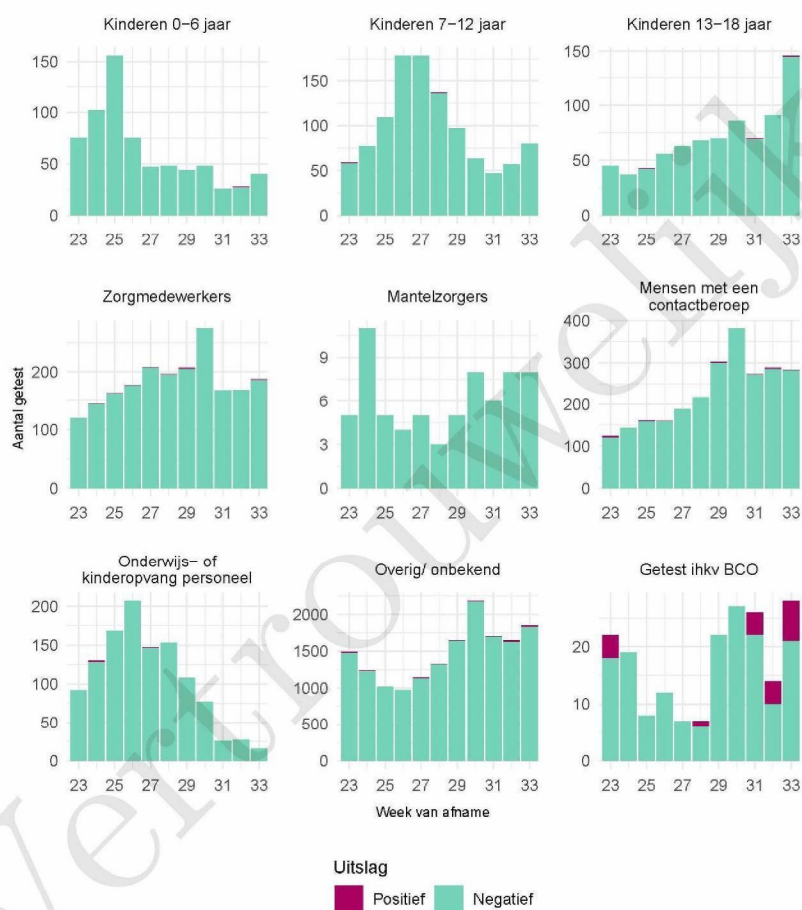 Kinderen 0−6 jaar
Kinderen 7−12 jaar
Kinderen 13−18 jaar
150
100
50
0
23 25 27 29 31 33
150
100
50
0
23 25 27 29 31 33
150
100
50
0
23 25 27 29 31 33
Zorgmedewerkers
Mantelzorgers
Mensen met een
contactberoep
Aantal getest
200
100
0
23 25 27 29 31 33
9
6
3
0
23 25 27 29 31 33
400
300
200
100
0
23 25 27 29 31 33
Onderwijs− of
kinderopvang personeel
Overig/ onbekend
Getest ihkv BCO
200
150
100
50
0
23 25 27 29 31 33
2000
1500
1000
500
0
23 25 27 29 31 33
20
10
0
23 25 27 29 31 33
Week van afname
Uitslag
Positief Negatief
Vertrouwelijk